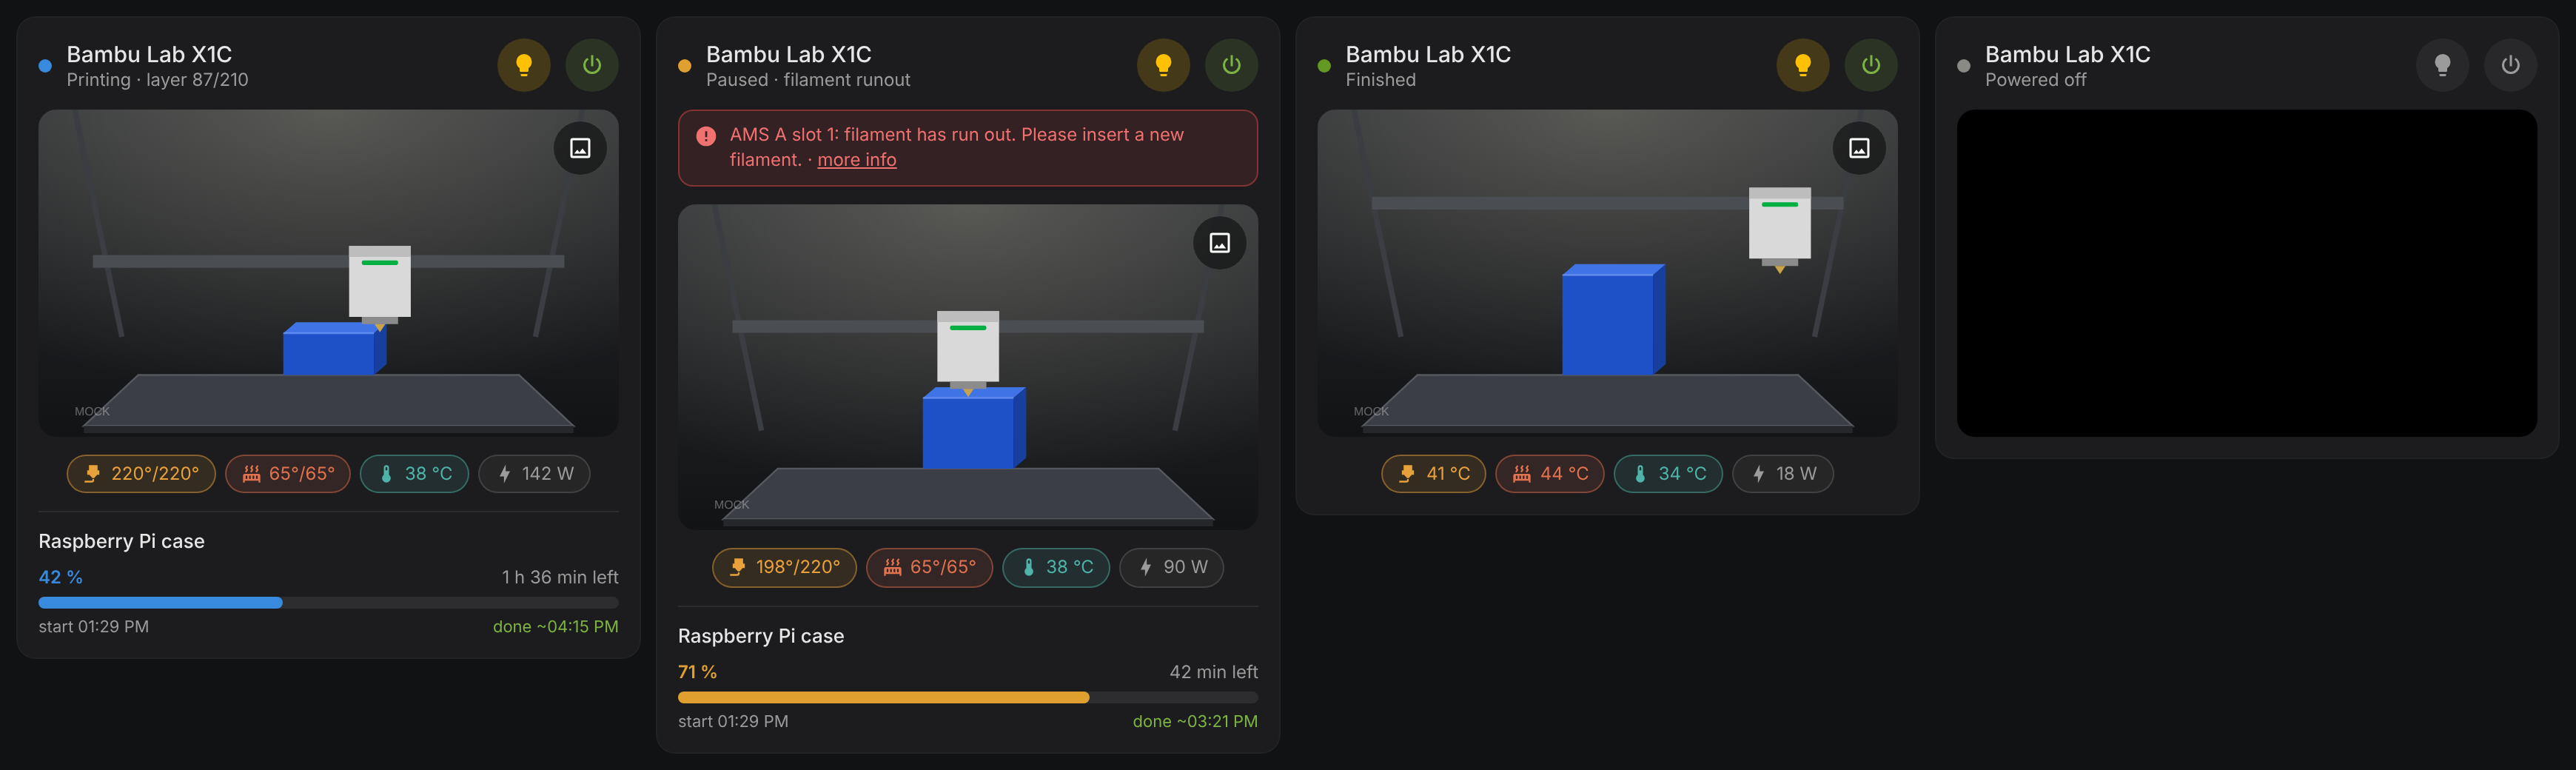 Bambu Lab X1C
Printing · layer 87/210
MOCK
220°/220°
65°/65°
38 °C
142 W
Raspberry Pi case
42 %
1 h 36 min left
start 01:29 PM
done ~04:15 PM
Bambu Lab X1C
Paused · filament runout
AMS A slot 1: filament has run out. Please insert a new
filament. · more info
MOCK
198°/220°
65°/65°
38 °C
90 W
Raspberry Pi case
71 %
42 min left
start 01:29 PM
done ~03:21 PM
Bambu Lab X1C
Finished
MOCK
41 °C
44 °C
34 °C
18 W
Bambu Lab X1C
Powered off